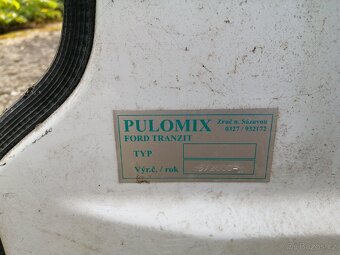 PULOMIX
Zruč n. Sázavou
0327 / 932172
FORD TRANZIT
TYP
Výr.č. / rok